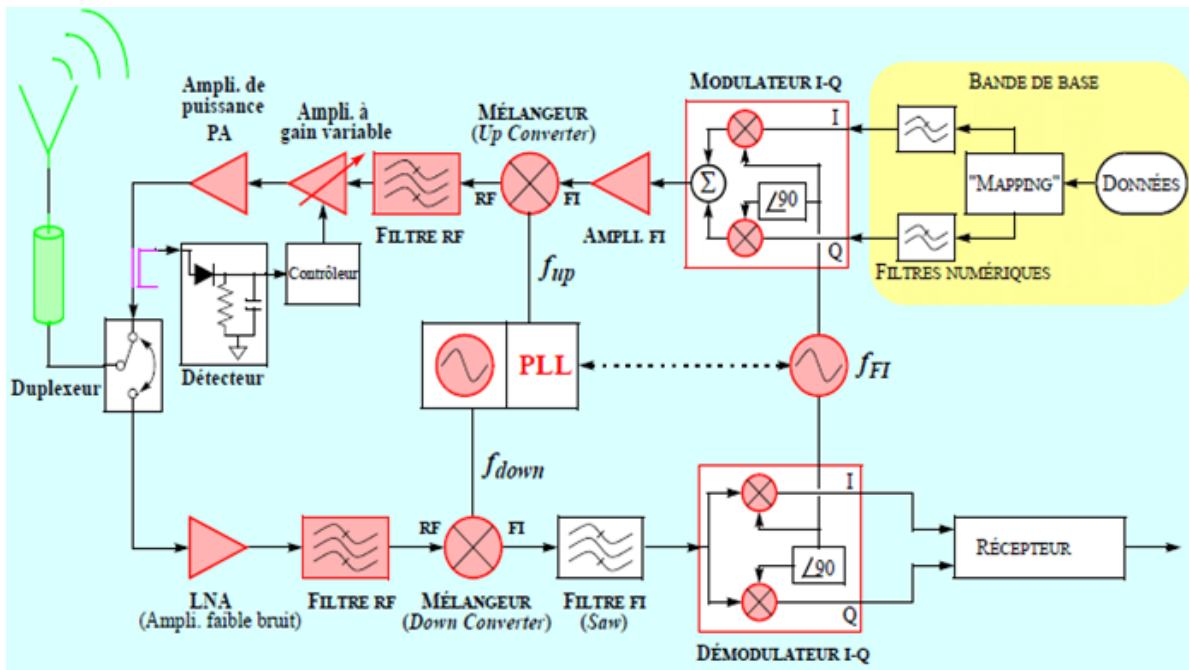 Ampli. de
puissance
PA
Ampli. à
gain variable
MÉLANGEUR
(Up Converter)
MODULATEUR I-Q
BANDE DE BASE
I
"MAPPING"
DONNÉES
Σ
∠90
RF
FI
FILTRE RF
AMPLI. FI
Q
FILTRES NUMÉRIQUES
Contrôleur
fup
Détecteur
Duplexeur
PLL
fFI
fdown
I
RF
FI
∠90
RÉCEPTEUR
Q
LNA
(Ampli. faible bruit)
FILTRE RF
MÉLANGEUR
(Down Converter)
FILTRE FI
(Saw)
DÉMODULATEUR I-Q